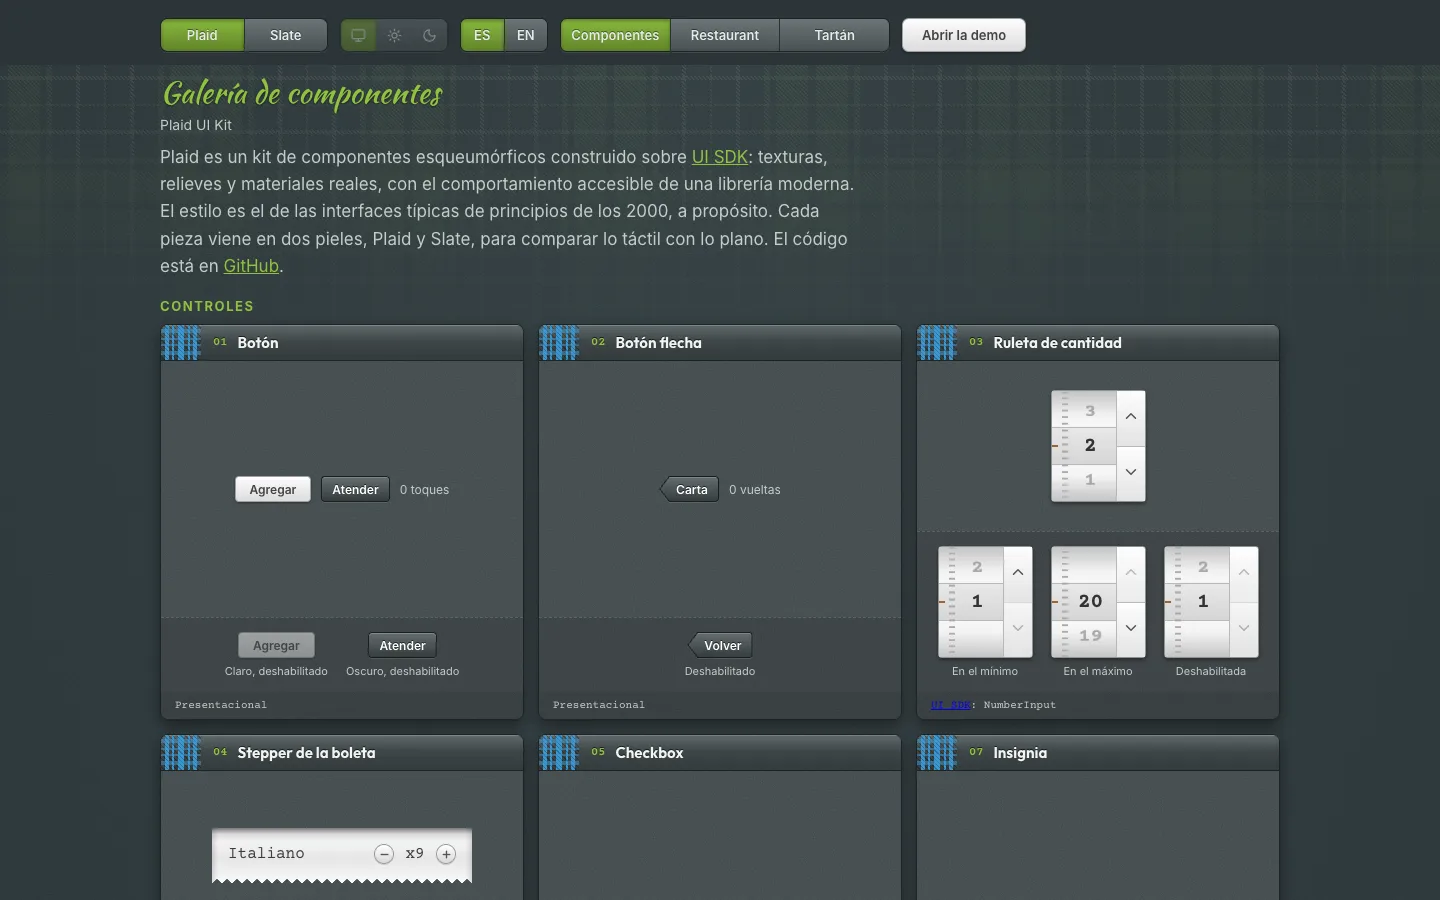 Plaid Slate ES EN Componentes Restaurant Tartán Abrir la demo
Galería de componentes
Plaid UI Kit
Plaid es un kit de componentes esqueumórficos construido sobre UI SDK: texturas,
relieves y materiales reales, con el comportamiento accesible de una librería moderna.
El estilo es el de las interfaces típicas de principios de los 2000, a propósito. Cada
pieza viene en dos pieles, Plaid y Slate, para comparar lo táctil con lo plano. El código
está en GitHub.
CONTROLES
01 Botón
Agregar Atender 0 toques
Agregar Atender
Claro, deshabilitado Oscuro, deshabilitado
Presentacional
02 Botón flecha
Carta 0 vueltas
Volver
Deshabilitado
Presentacional
03 Ruleta de cantidad
3
2
1
2 2
1 20 1
19
En el mínimo En el máximo Deshabilitada
UI SDK: NumberInput
04 Stepper de la boleta
Italiano − x9 +
05 Checkbox
07 Insignia